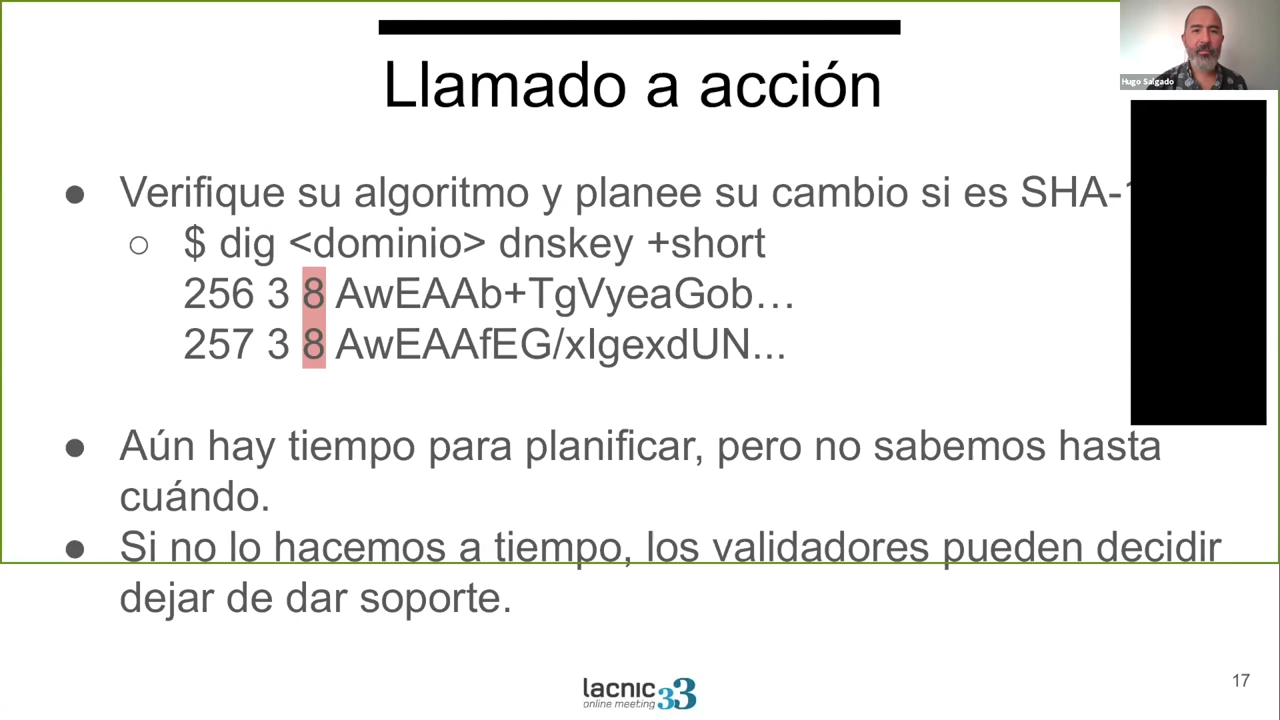 Llamado a acción
Hugo Salgado
● Verifique su algoritmo y planee su cambio si es SHA-
○ $ dig <dominio> dnskey +short
256 3 8 AwEAAb+TgVyeaGob…
257 3 8 AwEAAfEG/xIgexdUN...
● Aún hay tiempo para planificar, pero no sabemos hasta
cuándo.
● Si no lo hacemos a tiempo, los validadores pueden decidir
dejar de dar soporte.
lacnic 33
online meeting
17